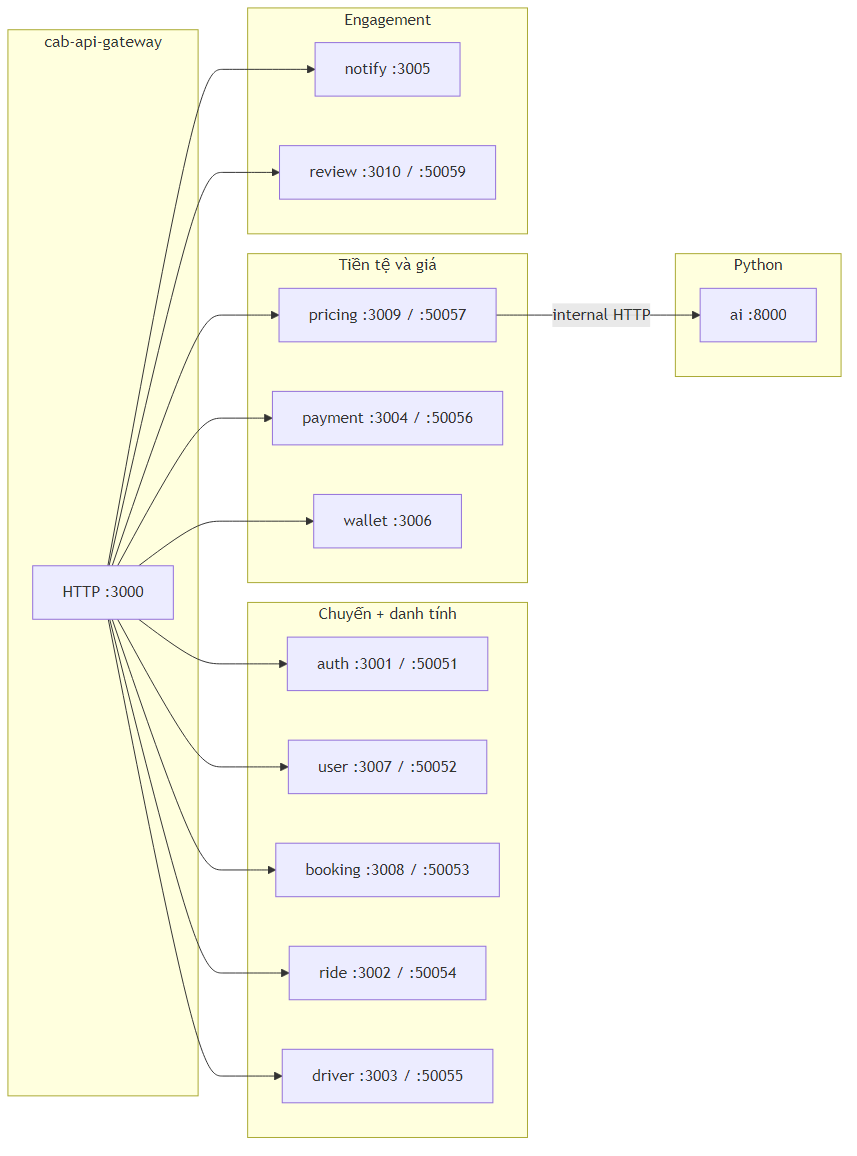 cab-api-gateway
HTTP :3000
Engagement
notify :3005
review :3010 / :50059
Tiền tệ và giá
pricing :3009 / :50057
payment :3004 / :50056
wallet :3006
internal HTTP
Python
ai :8000
Chuyến + danh tính
auth :3001 / :50051
user :3007 / :50052
booking :3008 / :50053
ride :3002 / :50054
driver :3003 / :50055